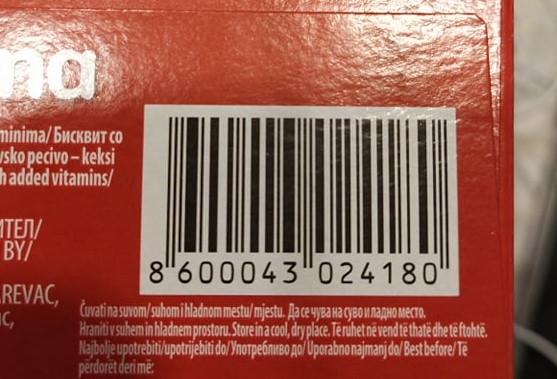 na
minima/ Бисквит со
vsko pecivo – keksi
h added vitamins/
ИТЕЛ/
BY/
AREVAC,
8 600043 024180
Čuvati na suvom/ suhom i hladnom mestu/ mjestu. Да се чува на суво и ладно место.
Hraniti v suhem in hladnem prostoru. Store in a cool, dry place. Të ruhet në vend të thatë dhe të ftohtë.
Najbolje upotrebiti/upotrijebiti do/ Употребливо до/ Uporabno najmanj do/ Best before/ Të
përdorët deri më: